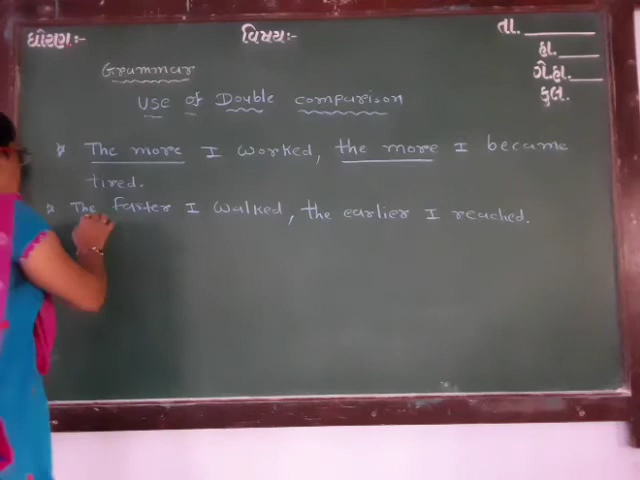 ધોરણ:- વિષય:- તા.
હા.
ગે.હા.
કુલ.
Grammar
Use of Double comparison
* The more I worked, the more I became
tired.
* The faster I walked, the earlier I reached.